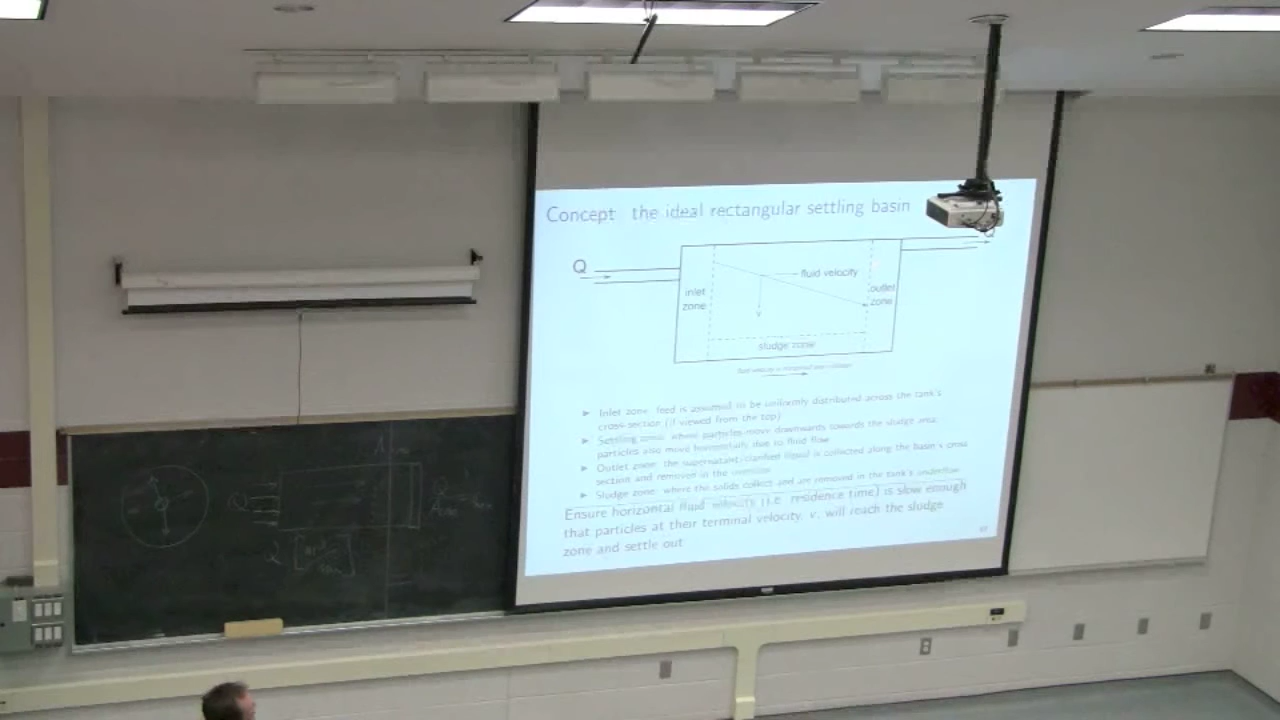 Concept the ideal rectangular settling basin
Q
fluid velocity
inlet
zone
outlet
zone
sludge zone
Inlet zone: feed is assumed to be uniformly distributed across the tank's
cross-section (if viewed from the top)
Settling zone: where particles move downwards towards the sludge area;
particles also move horizontally due to fluid flow
Outlet zone: the supernatant/clarified liquid is collected along the basin's cross
section and removed in the overflow
Sludge zone: where the solids collect and are removed in the tank's underflow
Ensure horizontal fluid velocity (i.e. residence time) is slow enough
that particles at their terminal velocity, v, will reach the sludge
zone and settle out